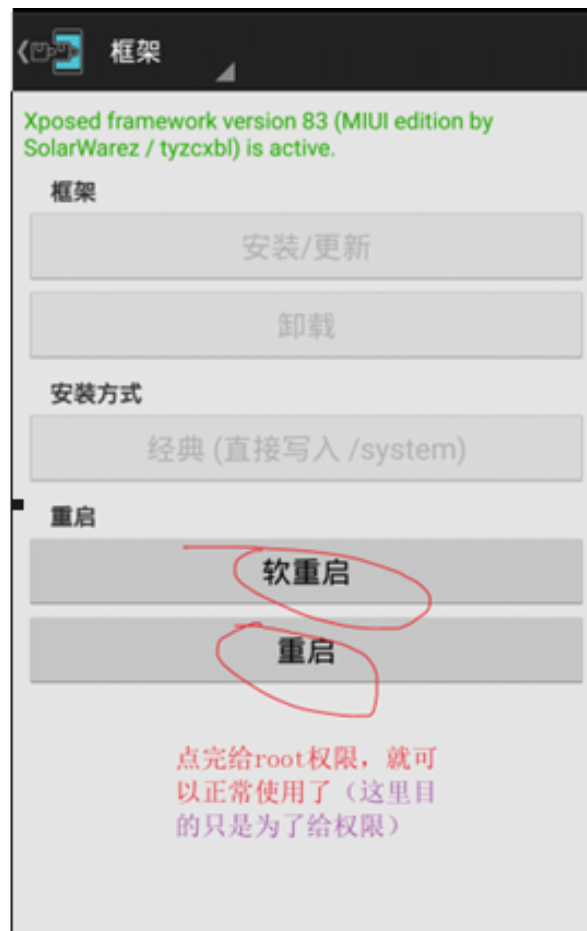 框架
Xposed framework version 83 (MIUI edition by
SolarWarez / tyzcxbl) is active.
框架
安装/更新
卸载
安装方式
经典 (直接写入 /system)
重启
软重启
重启
点完给root权限，就可
以正常使用了（这里目
的只是为了给权限）